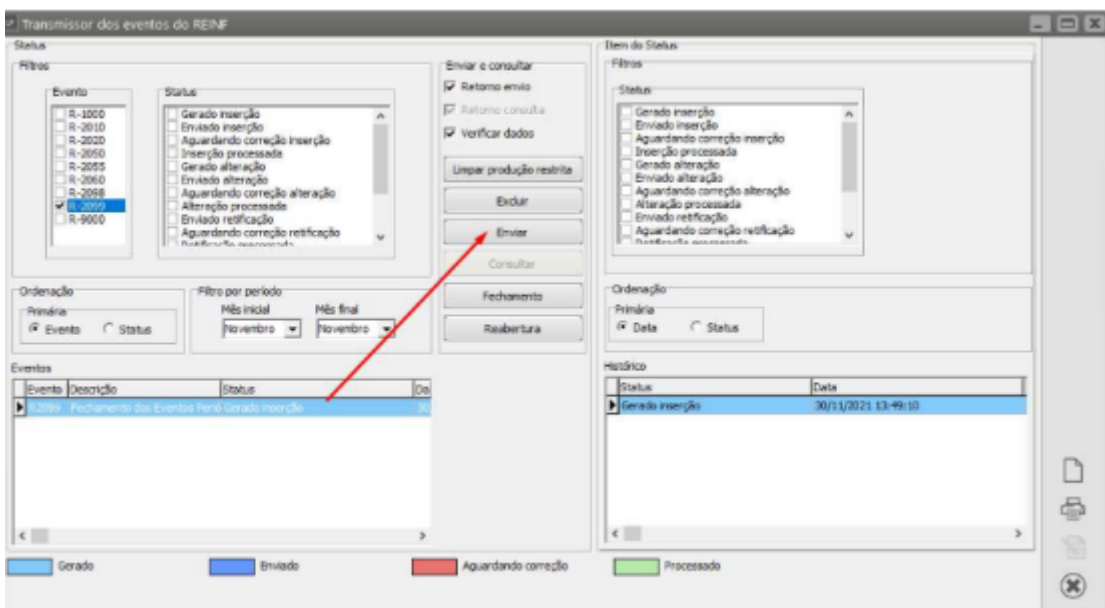 Transmissor dos eventos do REINF
Status
Filtros
Evento
R-1000
R-2010
R-2020
R-2050
R-2055
R-2060
R-2098
R-2099
R-9000
Status
Gerado inserção
Enviado inserção
Aguardando correção inserção
Inserção processada
Gerado alteração
Enviado alteração
Aguardando correção alteração
Alteração processada
Enviado retificação
Aguardando correção retificação
Retificação processada
Enviar e consultar
Retorno envio
Retorno consulta
Verificar dados
Limpar produção restrita
Excluir
Enviar
Consultar
Fechamento
Reabertura
Ordenação
Primária
Evento Status
Filtro por período
Mês inicial Mês final
Novembro Novembro
Eventos
Evento Descrição Status Da
R2099 Fechamento dos Eventos Perió Gerado inserção 30
Item do Status
Filtros
Status
Gerado inserção
Enviado inserção
Aguardando correção inserção
Inserção processada
Gerado alteração
Enviado alteração
Aguardando correção alteração
Alteração processada
Enviado retificação
Aguardando correção retificação
Retificação processada
Ordenação
Primária
Data Status
Histórico
Status Data
Gerado inserção 30/11/2021 13:49:10
Gerado Enviado Aguardando correção Processado